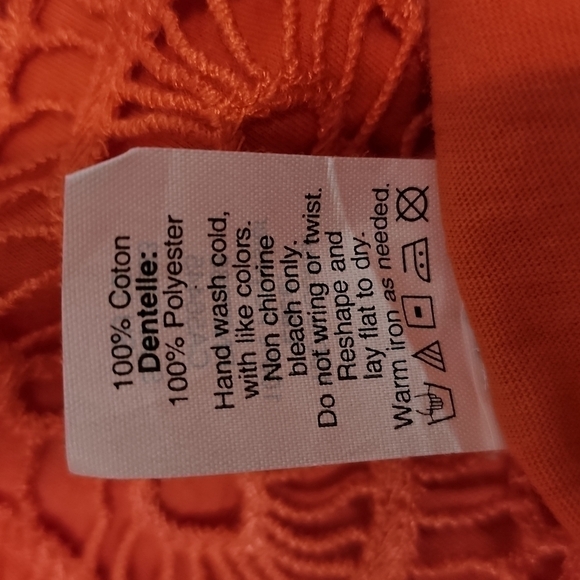 100% Coton
Dentelle:
100% Polyester
Hand wash cold,
with like colors.
Non chlorine
bleach only.
Do not wring or twist.
Reshape and
lay flat to dry.
Warm iron as needed.